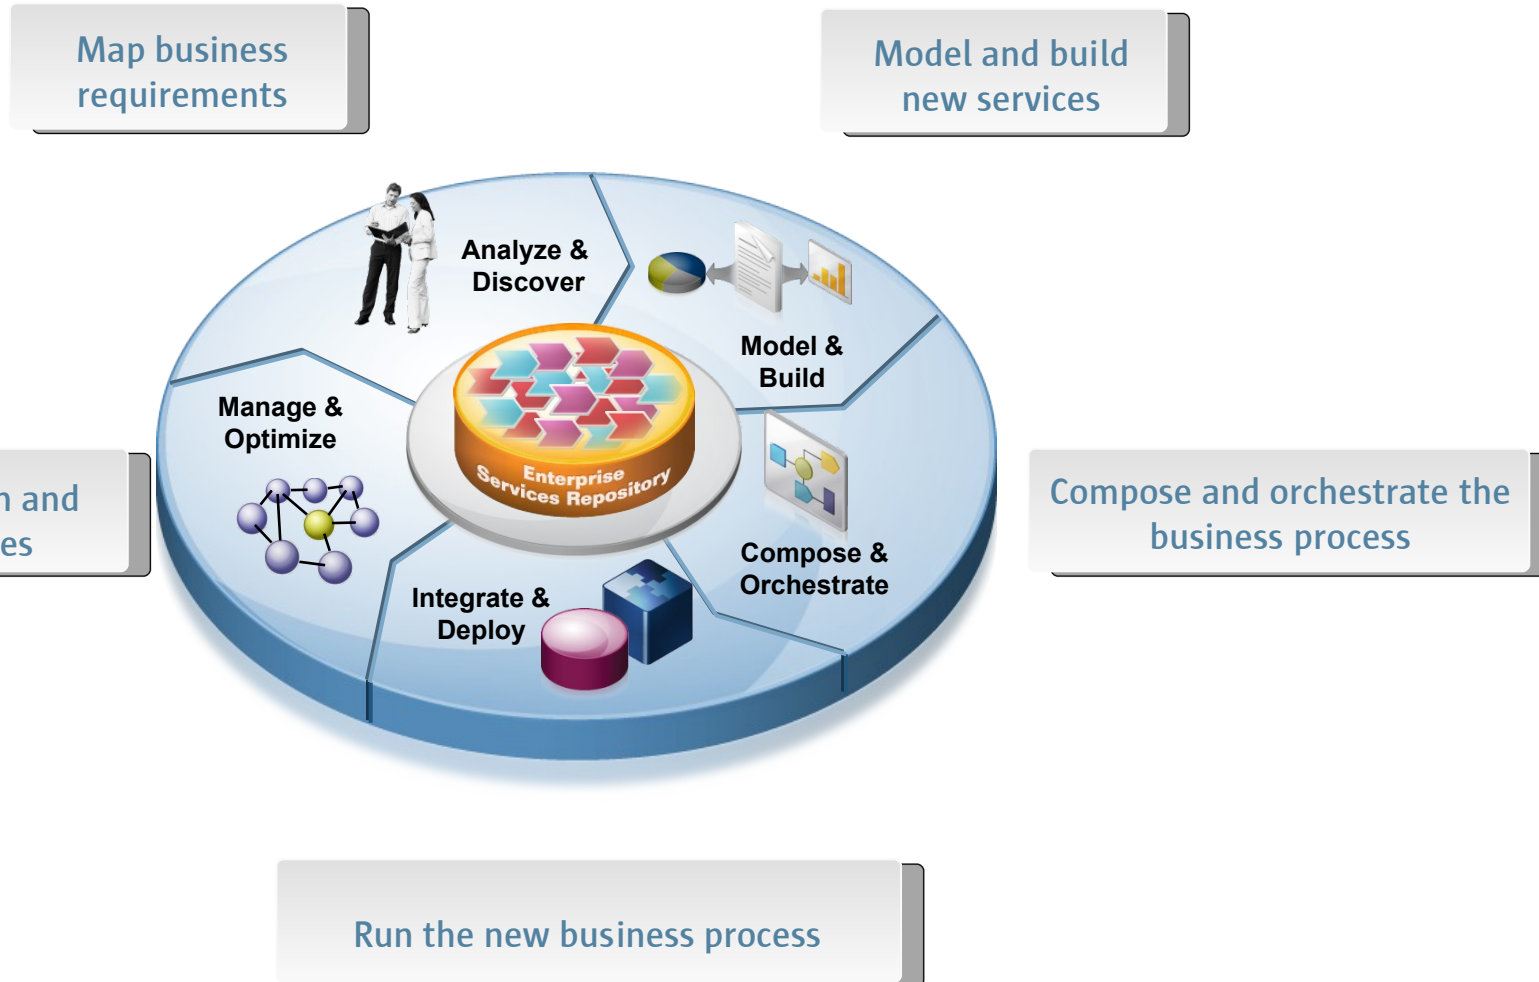 Map business
requirements
Model and build
new services
Analyze &
Discover
Model &
Build
Manage &
Optimize
Enterprise
Services Repository
and
Compose and orchestrate the
business process
Compose &
Orchestrate
Integrate &
Deploy
Run the new business process